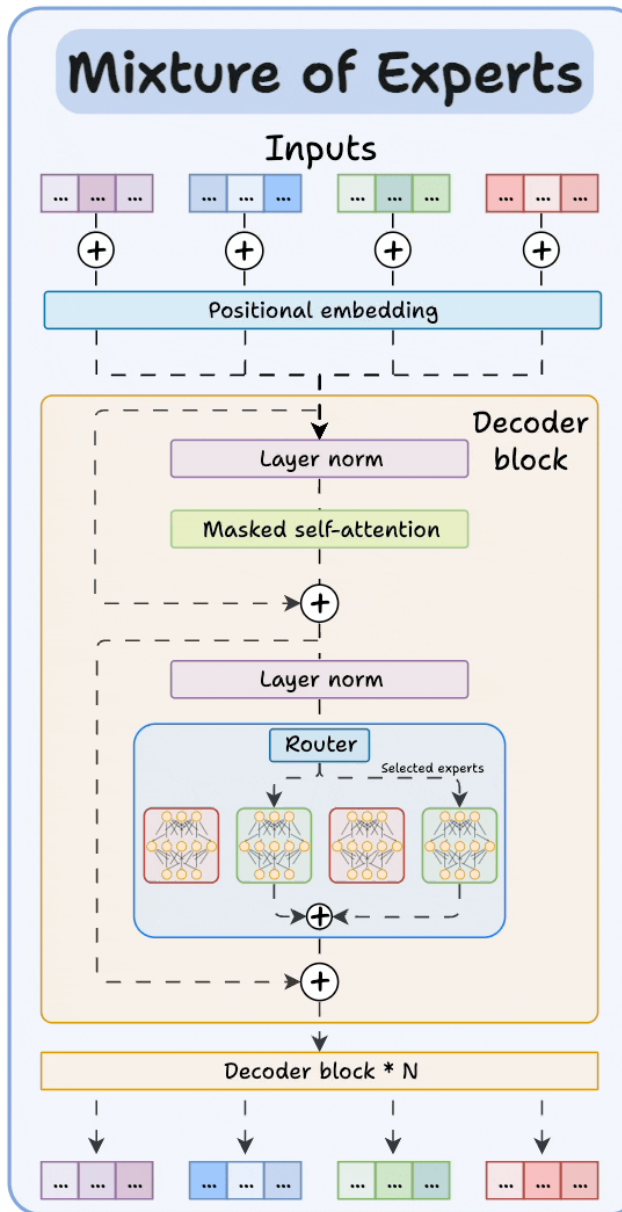 Mixture of Experts
Inputs
... ... ... ... ... ... ... ... ... ... ... ...
+ + + +
Positional embedding
Decoder
block
Layer norm
Masked self-attention
+
Layer norm
Router
Selected experts
+
+
Decoder block * N
... ... ... ... ... ... ... ... ... ... ... ...